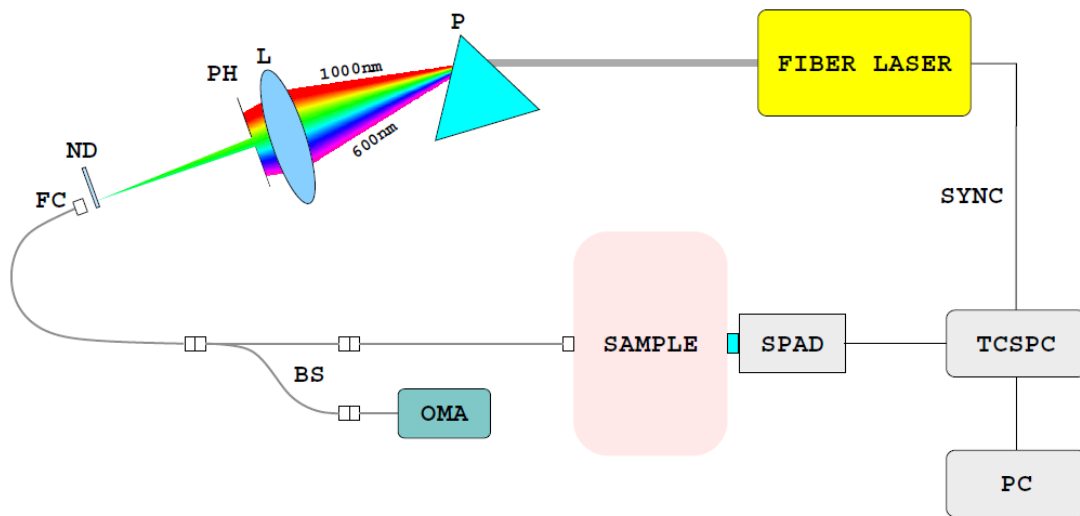 P
FIBER LASER
L
1000nm
PH
600nm
ND
FC
SYNC
SAMPLE
SPAD
TCSPC
BS
OMA
PC